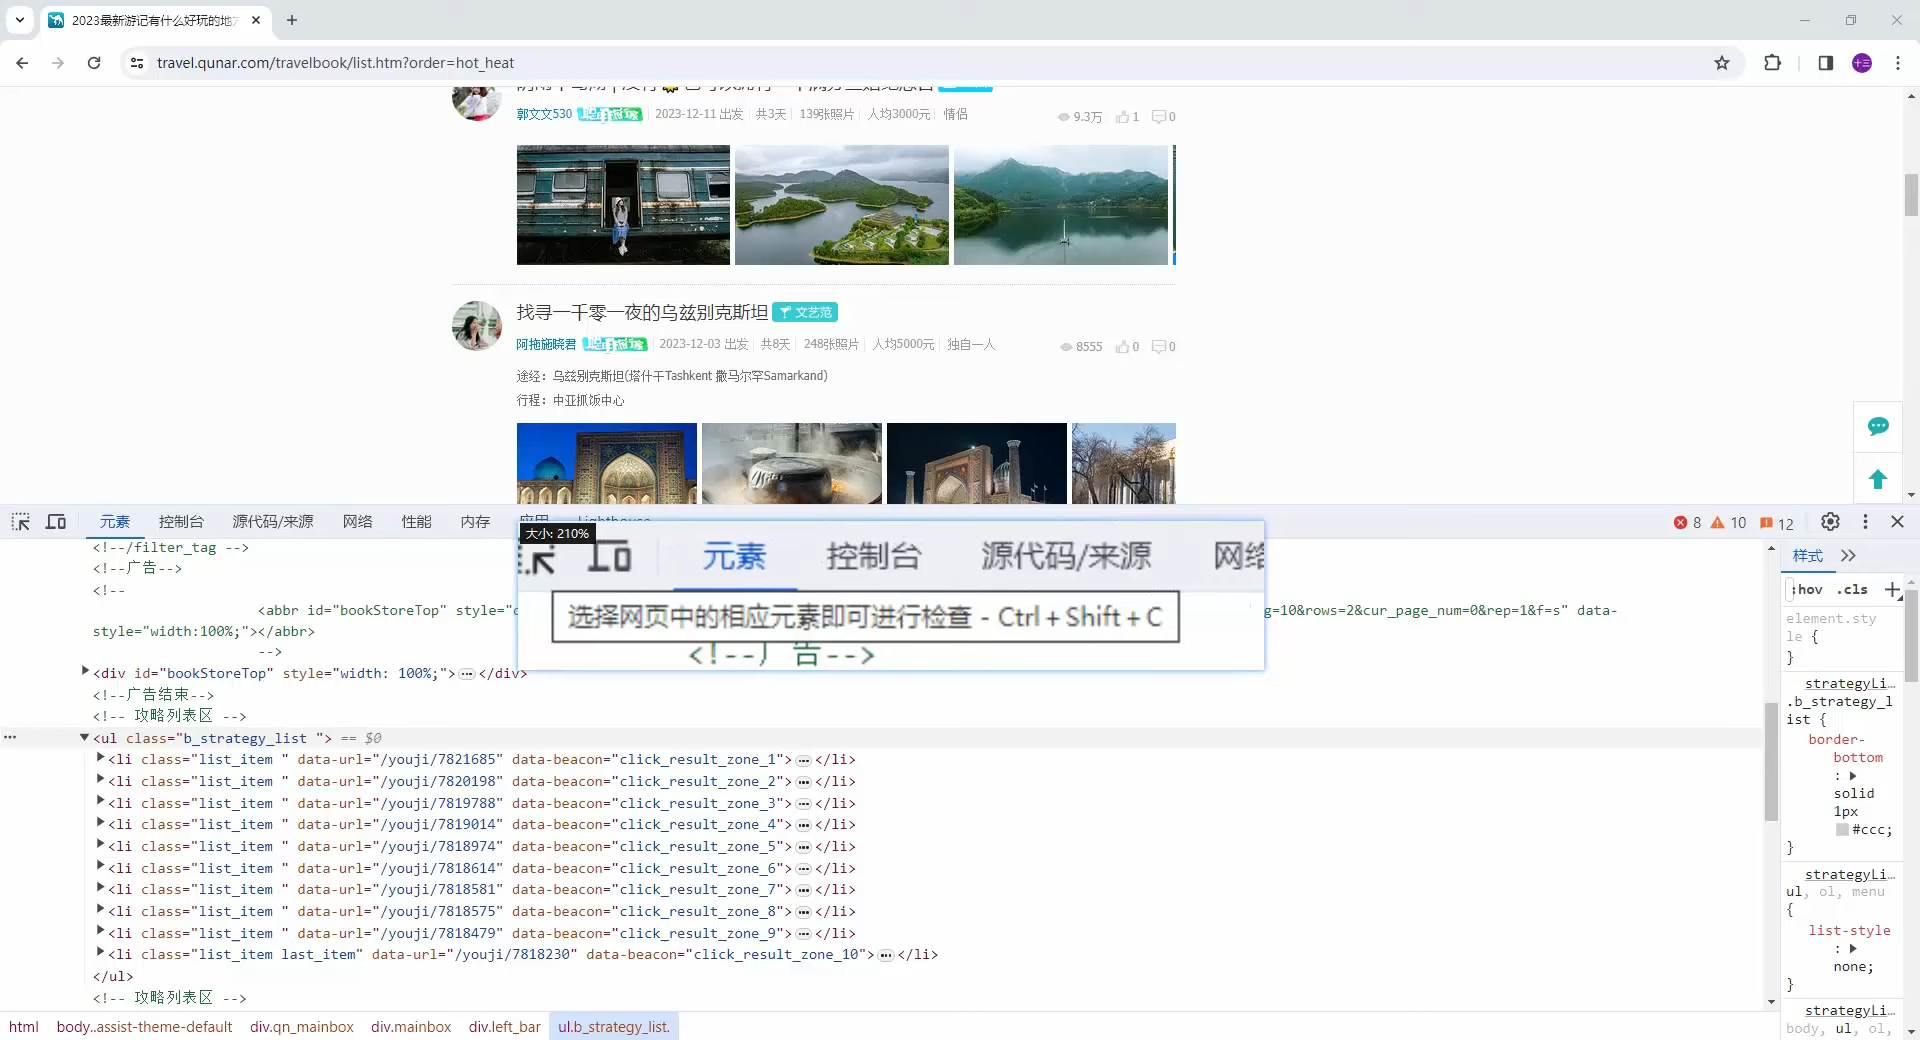 2023最新游记有什么好玩的地方
travel.qunar.com/travelbook/list.htm?order=hot_heat
十三
郭文文530 2023-12-11 出发 共3天 139张照片 人均3000元 情侣 9.3万 1 0
找寻一千零一夜的乌兹别克斯坦 文艺范
阿拖施晓君 2023-12-03 出发 共8天 248张照片 人均5000元 独自一人 8555 0 0
途经：乌兹别克斯坦(塔什干Tashkent 撒马尔罕Samarkand)
行程：中亚抓饭中心
元素 控制台 源代码/来源 网络 性能 内存 应用 Lighthouse 8 10 12
大小: 210%
元素 控制台 源代码/来源 网络
选择网页中的相应元素即可进行检查 - Ctrl + Shift + C
<!--广告-->
<!--/filter_tag -->
<!--广告-->
<!--
<abbr id="bookStoreTop" style="c g=10&rows=2&cur_page_num=0&rep=1&f=s" data-
style="width:100%;"></abbr>
-->
<div id="bookStoreTop" style="width: 100%;">…</div>
<!--广告结束-->
<!-- 攻略列表区 -->
<ul class="b_strategy_list "> == $0
<li class="list_item " data-url="/youji/7821685" data-beacon="click_result_zone_1">…</li>
<li class="list_item " data-url="/youji/7820198" data-beacon="click_result_zone_2">…</li>
<li class="list_item " data-url="/youji/7819788" data-beacon="click_result_zone_3">…</li>
<li class="list_item " data-url="/youji/7819014" data-beacon="click_result_zone_4">…</li>
<li class="list_item " data-url="/youji/7818974" data-beacon="click_result_zone_5">…</li>
<li class="list_item " data-url="/youji/7818614" data-beacon="click_result_zone_6">…</li>
<li class="list_item " data-url="/youji/7818581" data-beacon="click_result_zone_7">…</li>
<li class="list_item " data-url="/youji/7818575" data-beacon="click_result_zone_8">…</li>
<li class="list_item " data-url="/youji/7818479" data-beacon="click_result_zone_9">…</li>
<li class="list_item last_item" data-url="/youji/7818230" data-beacon="click_result_zone_10">…</li>
</ul>
<!-- 攻略列表区 -->
html body..assist-theme-default div.qn_mainbox div.mainbox div.left_bar ul.b_strategy_list.
样式
:hov .cls
element.sty
le {
}
strategyLi…
.b_strategy_l
ist {
border-
bottom
:
solid
1px
#ccc;
}
strategyLi…
ul, ol, menu
{
list-style
:
none;
}
strategyLi…
body, ul, ol,